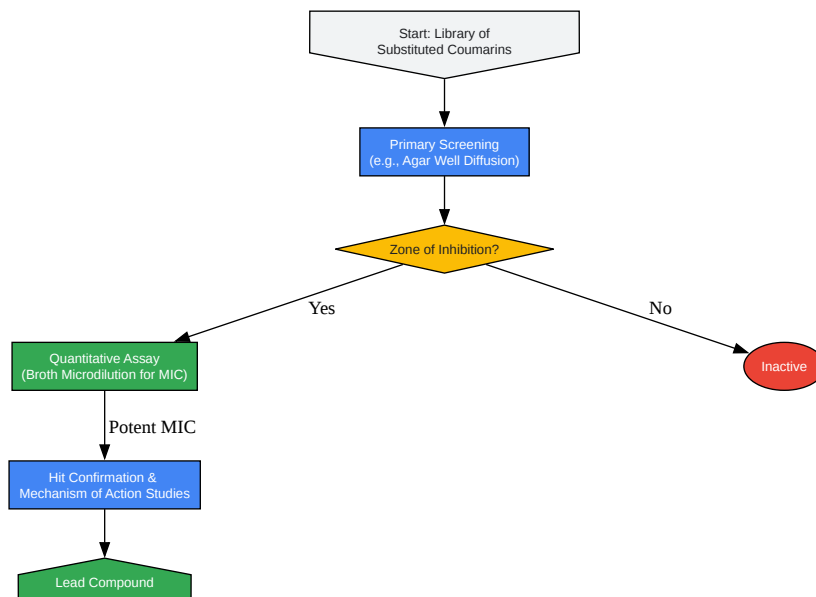 Start: Library of
Substituted Coumarins
Primary Screening
(e.g., Agar Well Diffusion)
Zone of Inhibition?
Yes
No
Quantitative Assay
(Broth Microdilution for MIC)
Inactive
Potent MIC
Hit Confirmation &
Mechanism of Action Studies
Lead Compound